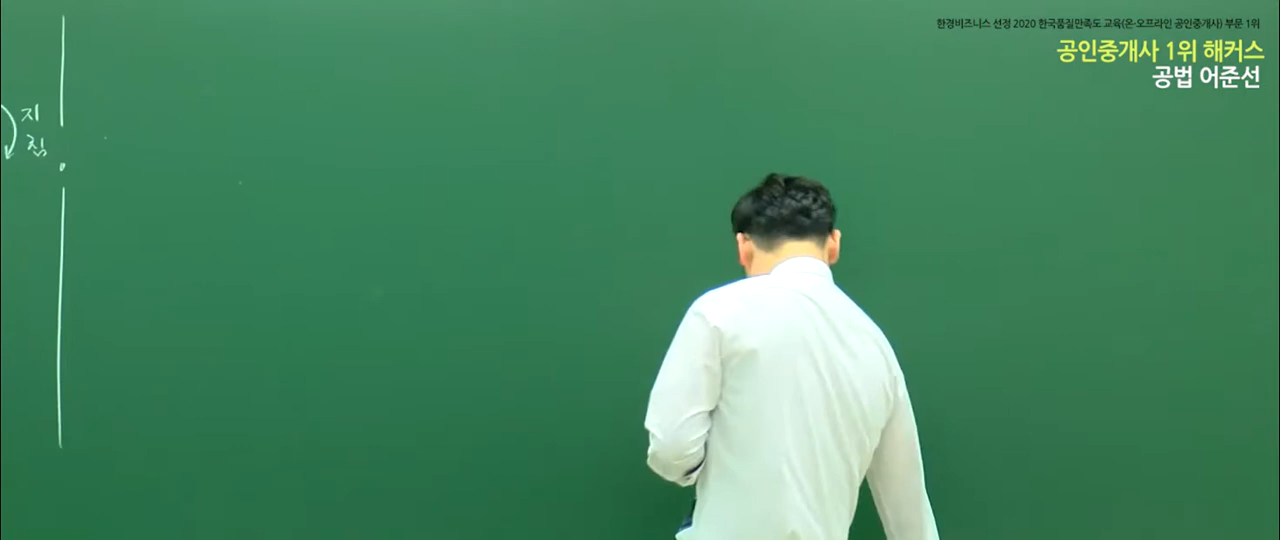 한경비즈니스 선정 2020 한국품질만족도 교육(온·오프라인 공인중개사) 부문 1위
공인중개사 1위 해커스
공법 어준선
지
침